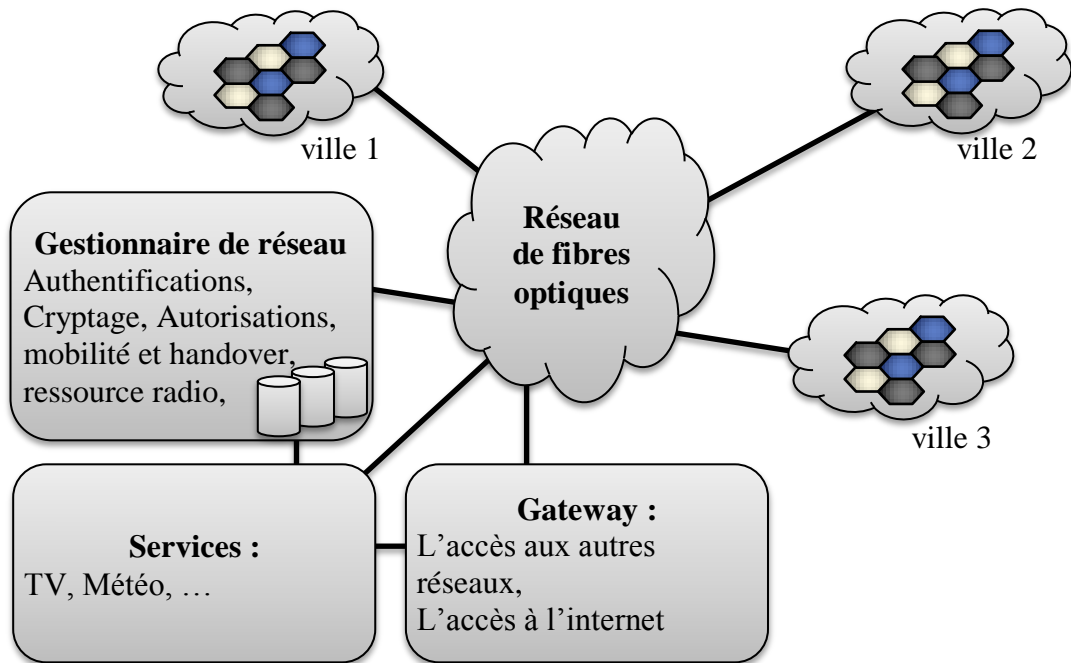 ville 1
ville 2
Réseau
de fibres
optiques
Gestionnaire de réseau
Authentifications,
Cryptage, Autorisations,
mobilité et handover,
ressource radio,
ville 3
Services :
TV, Météo, …
Gateway :
L’accès aux autres
réseaux,
L’accès à l’internet